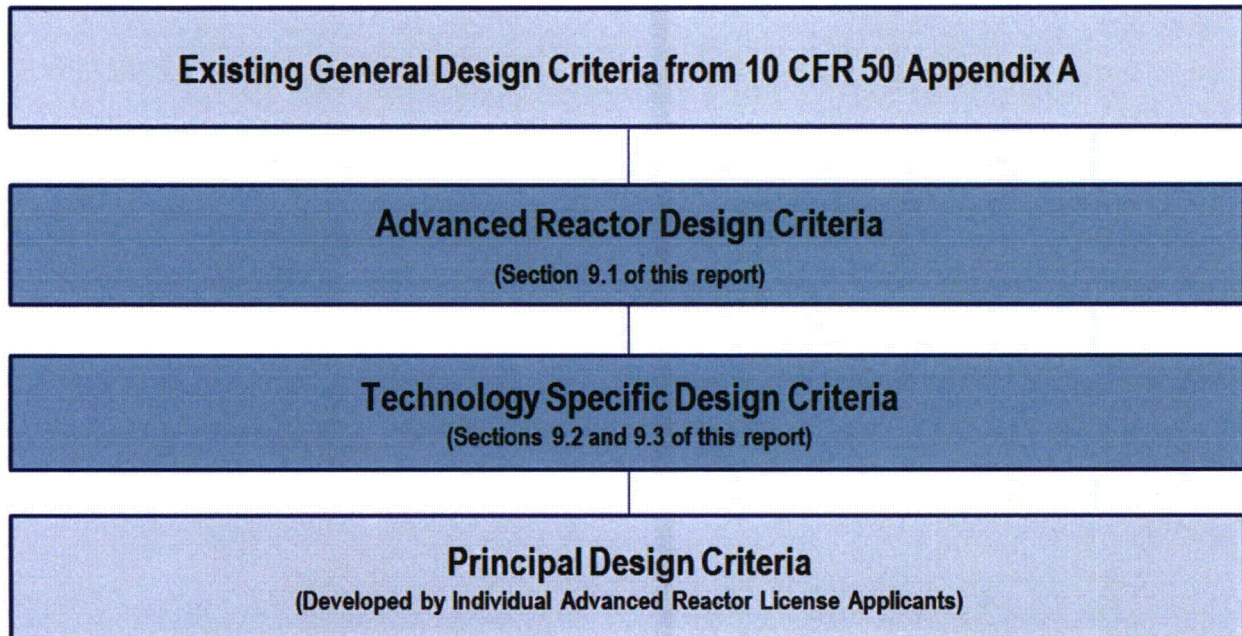 Existing General Design Criteria from 10 CFR 50 Appendix A
Advanced Reactor Design Criteria
(Section 9.1 of this report)
Technology Specific Design Criteria
(Sections 9.2 and 9.3 of this report)
Principal Design Criteria
(Developed by Individual Advanced Reactor License Applicants)